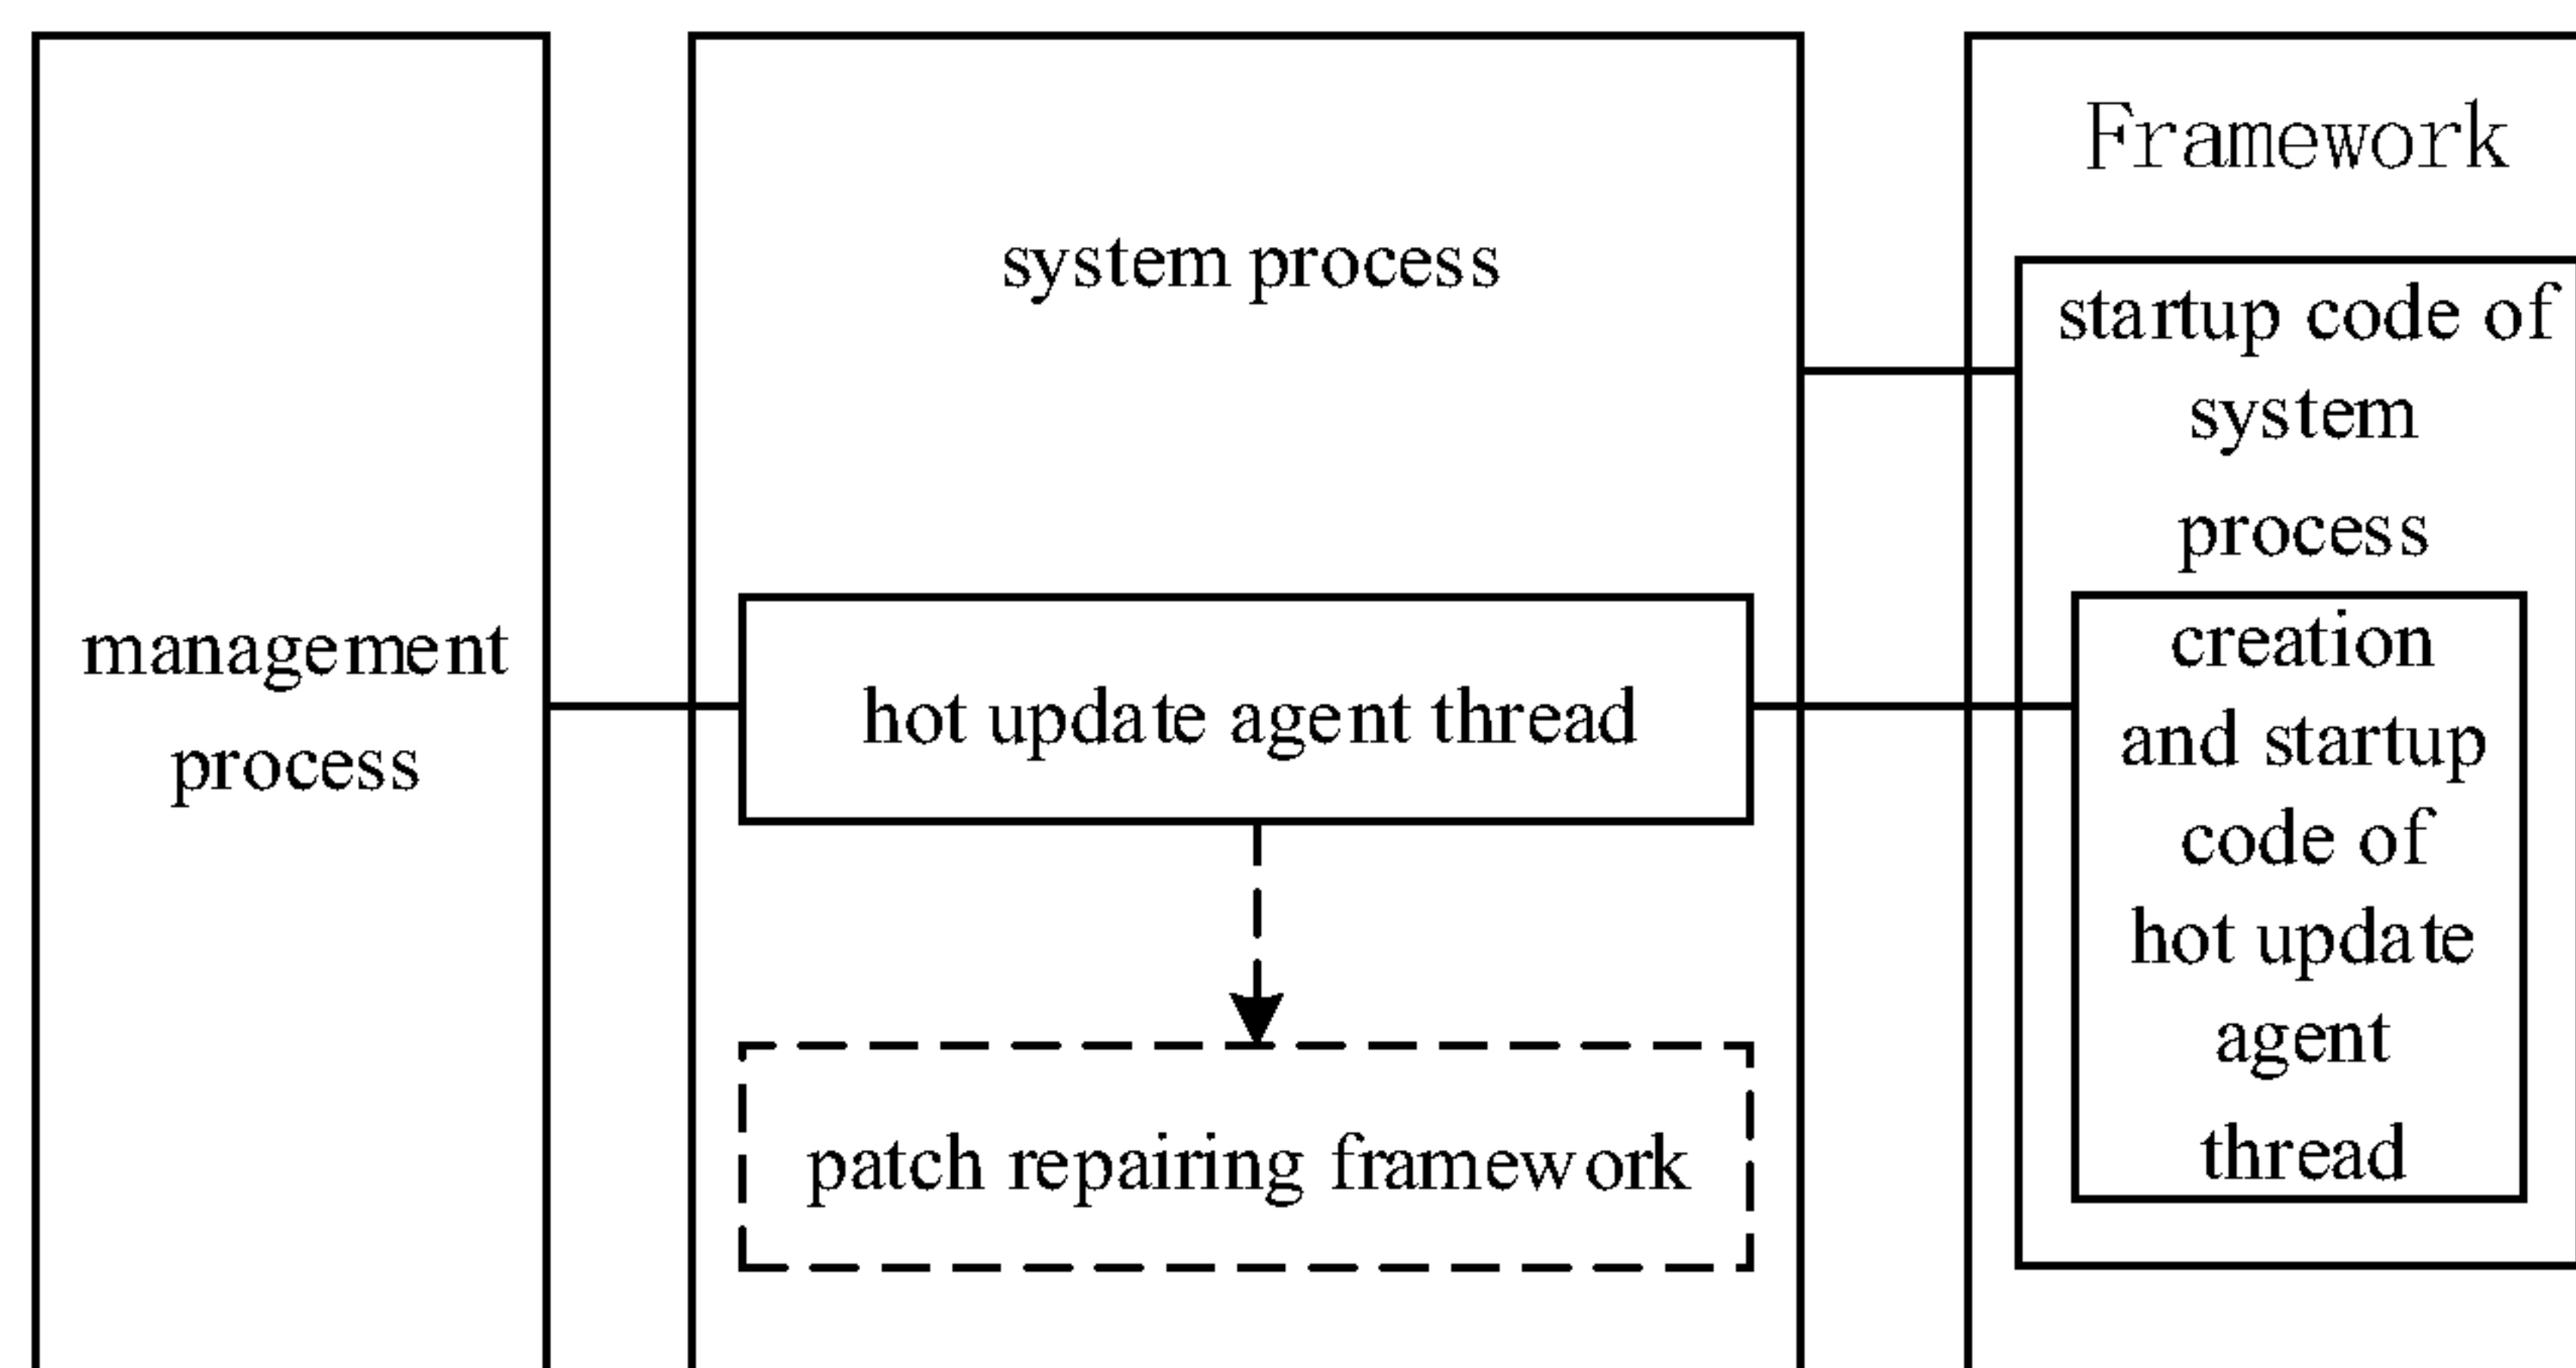 management
process
system process
hot update agent thread
patch repairing framework
Framework
startup code of
system
process
creation
and startup
code of
hot update
agent
thread